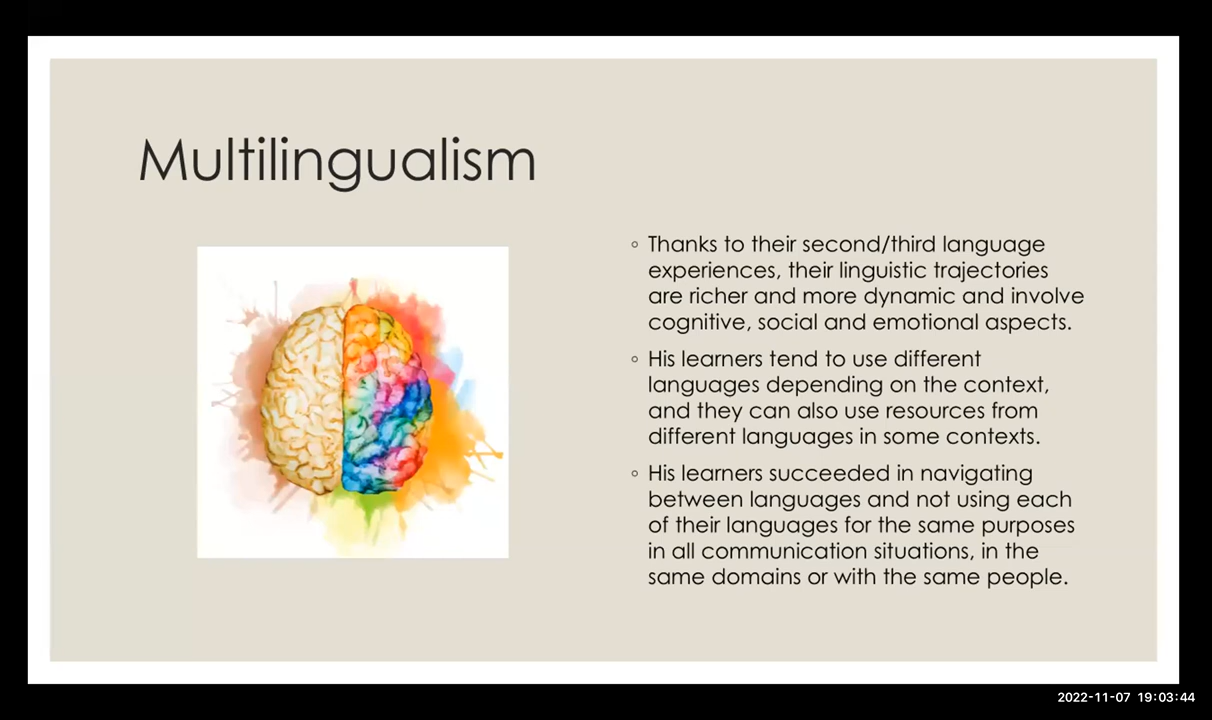 Multilingualism
◦ Thanks to their second/third language
experiences, their linguistic trajectories
are richer and more dynamic and involve
cognitive, social and emotional aspects.
◦ His learners tend to use different
languages depending on the context,
and they can also use resources from
different languages in some contexts.
◦ His learners succeeded in navigating
between languages and not using each
of their languages for the same purposes
in all communication situations, in the
same domains or with the same people.
2022-11-07 19:03:44